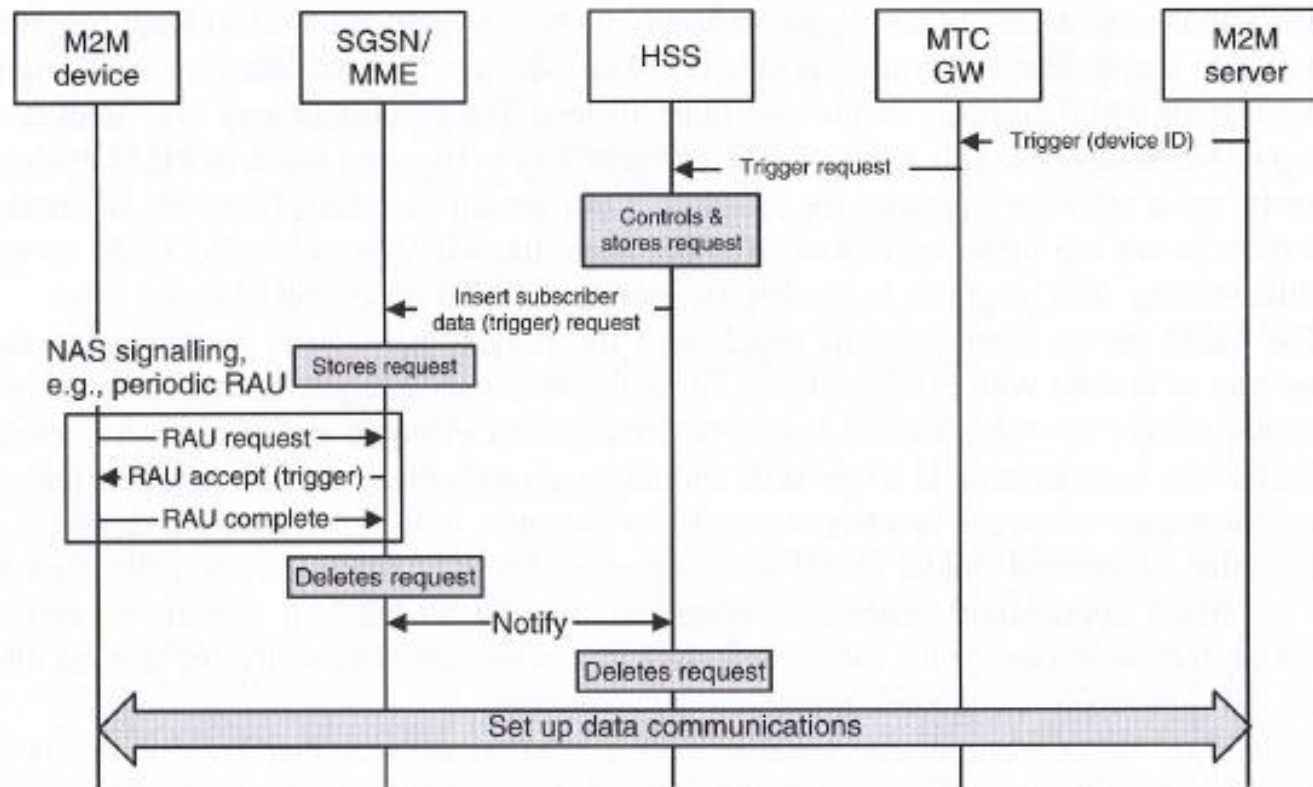 M2M
device
SGSN/
MME
HSS
MTC
GW
M2M
server
Trigger (device ID)
Trigger request
Controls &
stores request
Insert subscriber
data (trigger) request
NAS signalling,
e.g., periodic RAU
Stores request
RAU request
RAU accept (trigger)
RAU complete
Deletes request
Notify
Deletes request
Set up data communications